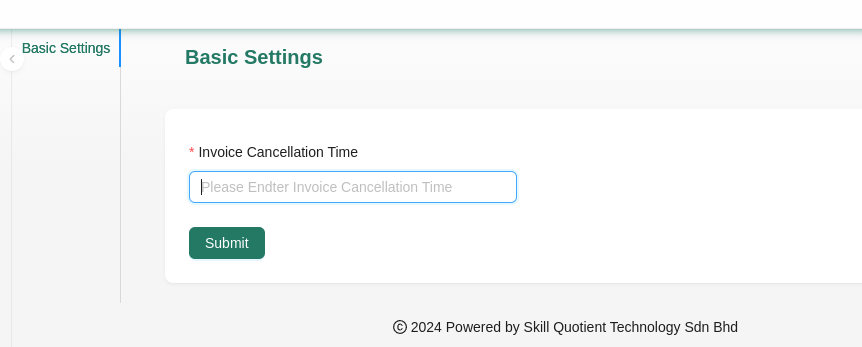 Basic Settings
Basic Settings
* Invoice Cancellation Time
Please Endter Invoice Cancellation Time
Submit
© 2024 Powered by Skill Quotient Technology Sdn Bhd